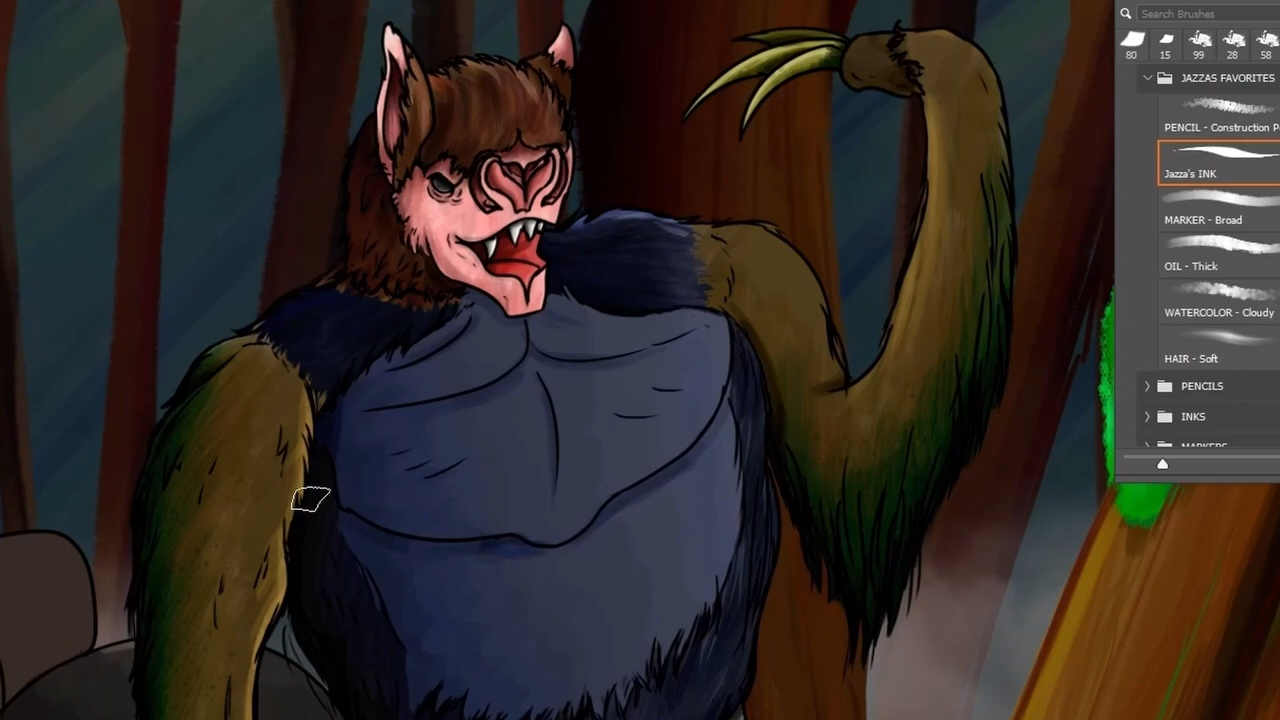 Search Brushes
80 15 99 28 58
JAZZAS FAVORITES
PENCIL - Construction P
Jazza's INK
MARKER - Broad
OIL - Thick
WATERCOLOR - Cloudy
HAIR - Soft
PENCILS
INKS
MARKERS